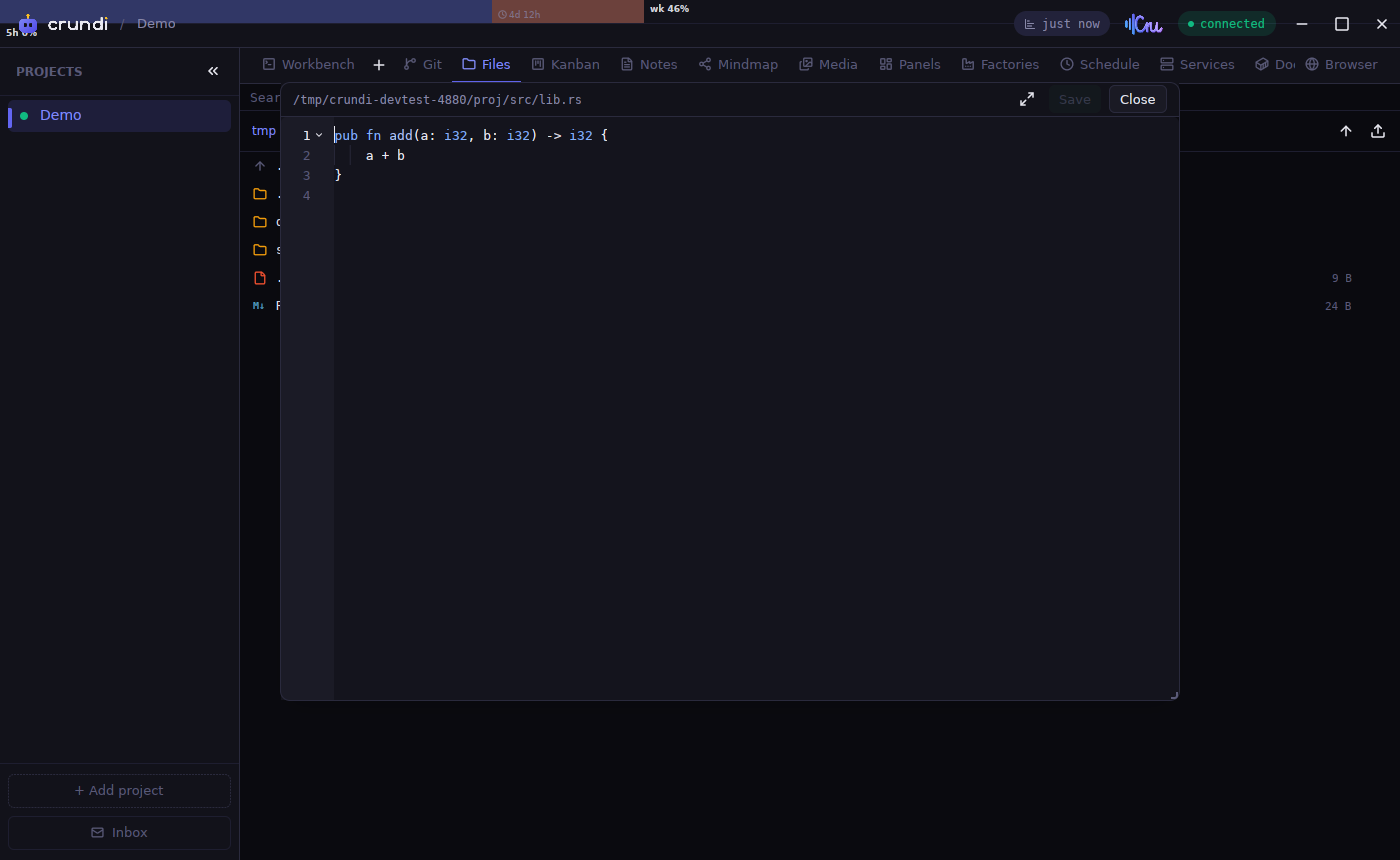 4d 12h
wk 46%
crundi / Demo
just now
Cru
connected
PROJECTS
Workbench
Git
Files
Kanban
Notes
Mindmap
Media
Panels
Factories
Schedule
Services
Browser
Demo
/tmp/crundi-devtest-4880/proj/src/lib.rs
Save
Close
tmp
1 pub fn add(a: i32, b: i32) -> i32 {
2 a + b
3 }
4
9 B
24 B
+ Add project
Inbox